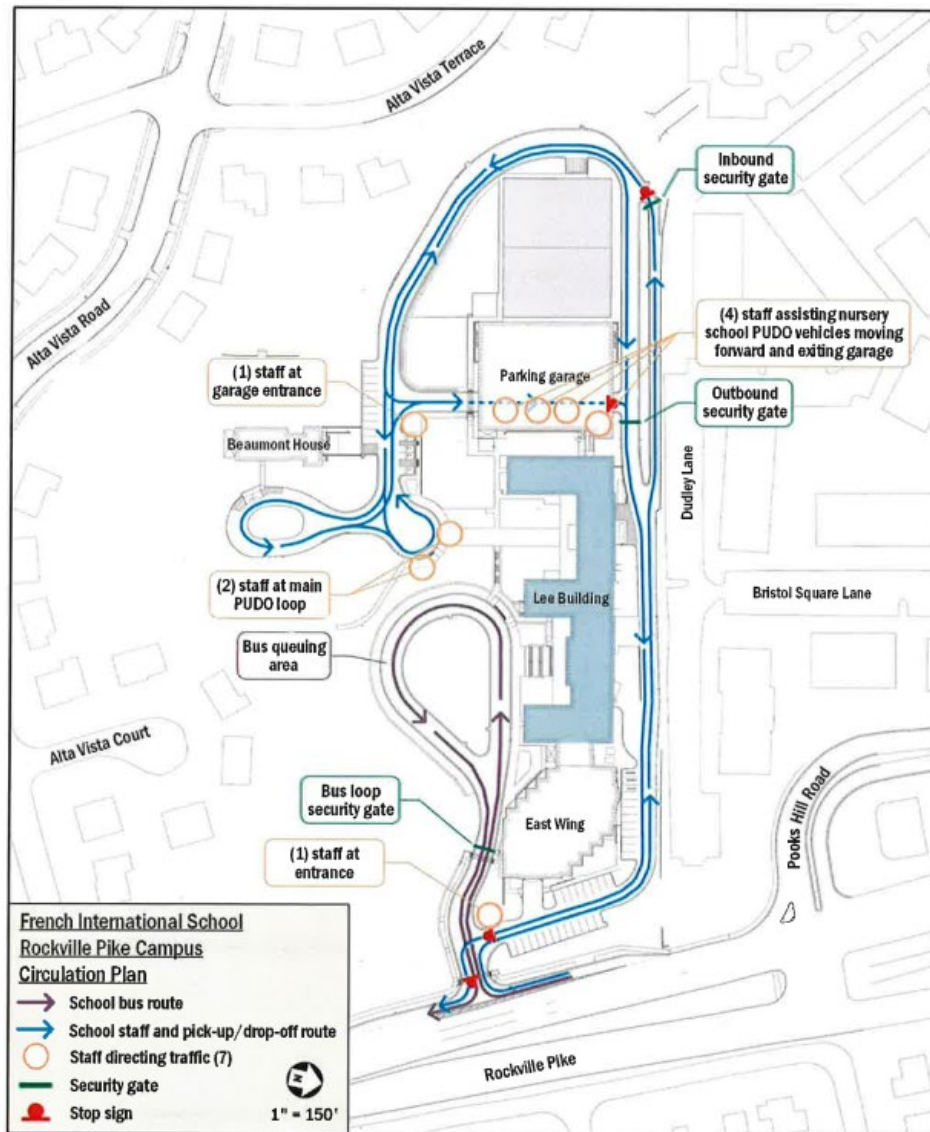 Alta Vista Terrace
Inbound
security gate
(4) staff assisting nursery
school PUDO vehicles moving
forward and exiting garage
Alta Vista Road
(1) staff at
garage entrance
Parking garage
Outbound
security gate
Beaumont House
Dudley Lane
(2) staff at main
PUDO loop
Lee Building
Bristol Square Lane
Bus queuing
area
Alta Vista Court
Bus loop
security gate
East Wing
Pooks Hill Road
(1) staff at
entrance
French International School
Rockville Pike Campus
Circulation Plan
School bus route
School staff and pick-up/drop-off route
Staff directing traffic (7)
Security gate
Stop sign
N
1" = 150'
Rockville Pike